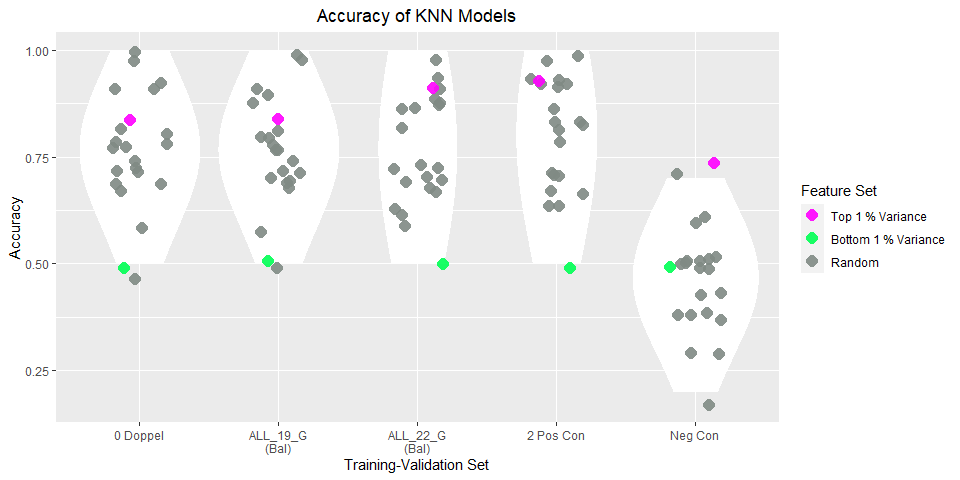 Accuracy of KNN Models
Accuracy
1.00
0.75
0.50
0.25
0 Doppel
ALL_19_G
(Bal)
ALL_22_G
(Bal)
2 Pos Con
Neg Con
Training-Validation Set
Feature Set
Top 1 % Variance
Bottom 1 % Variance
Random